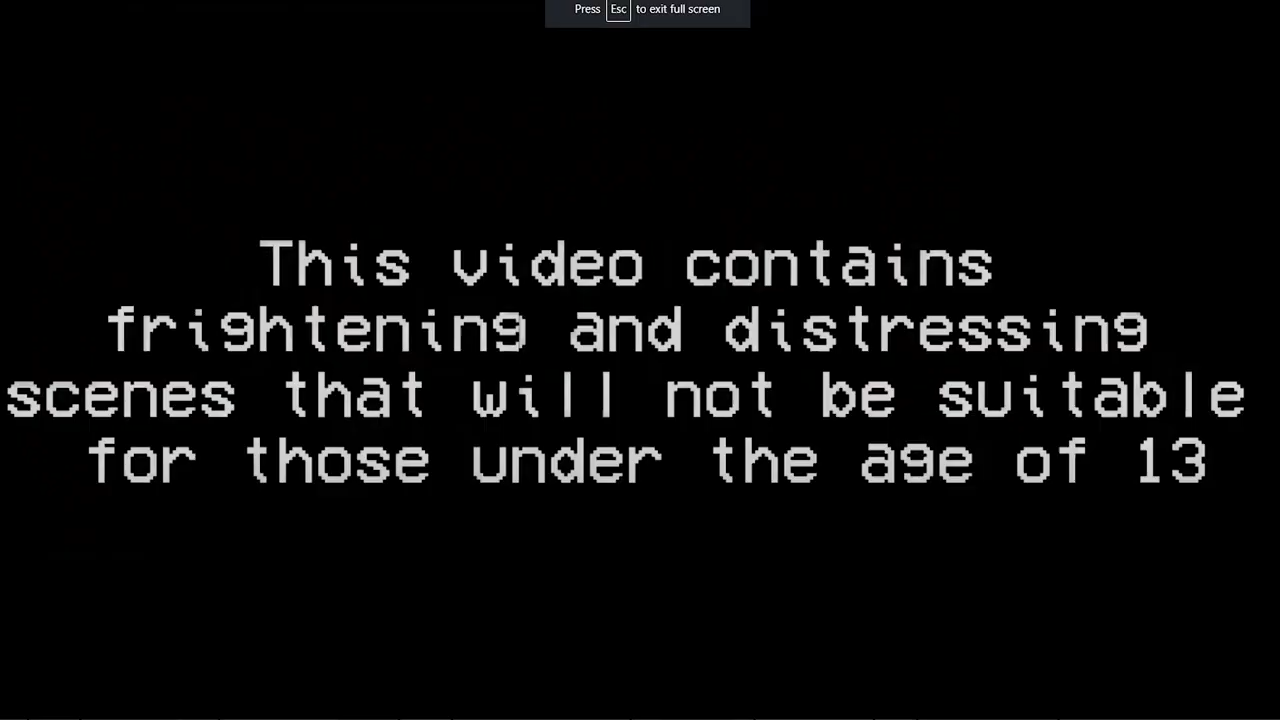 Press Esc to exit full screen
This video contains
frightening and distressing
scenes that will not be suitable
for those under the age of 13